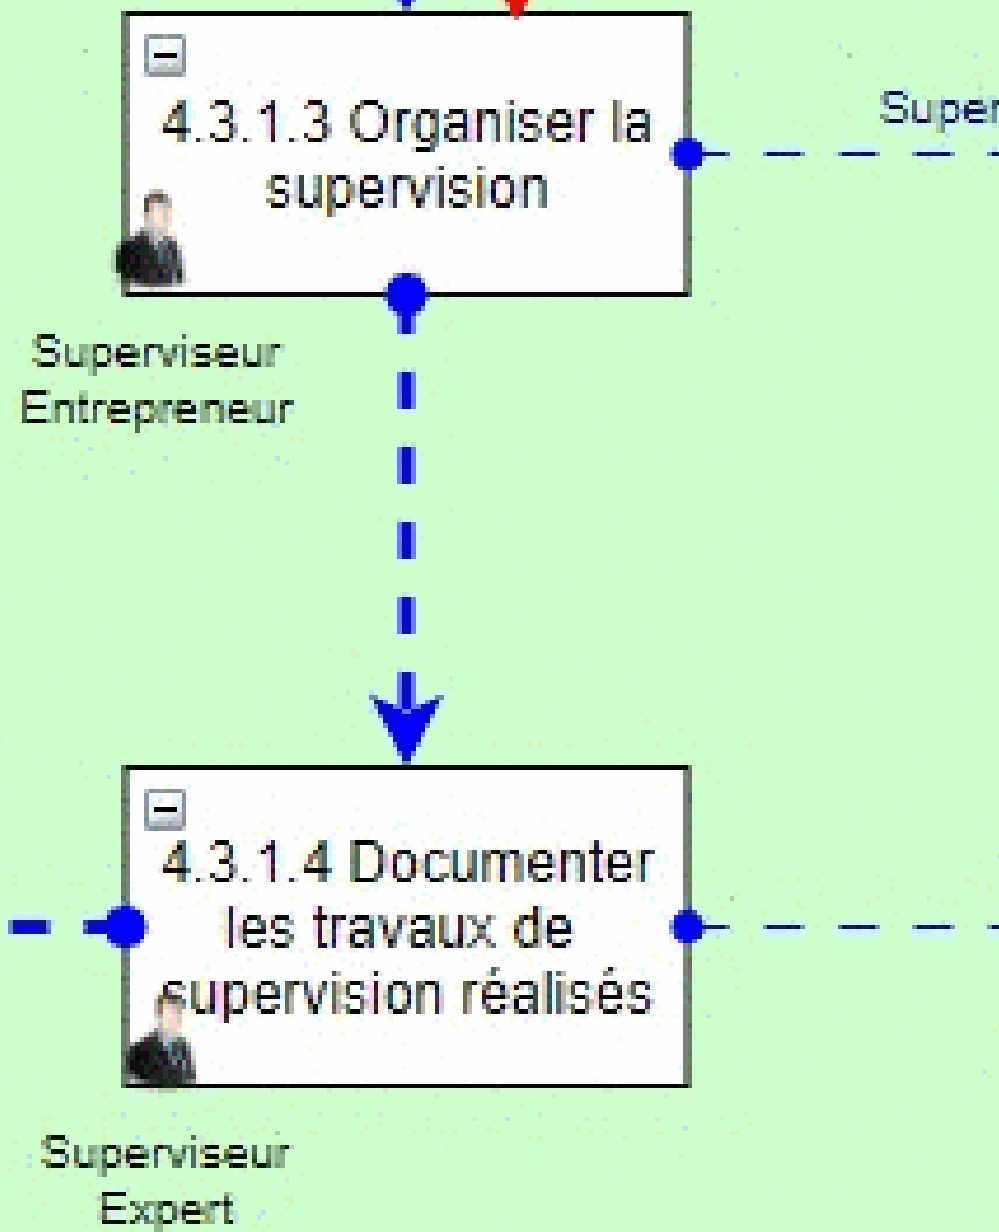 4.3.1.3 Organiser la
supervision
Super
Superviseur
Entrepreneur
4.3.1.4 Documenter
les travaux de
supervision réalisés
Superviseur
Expert